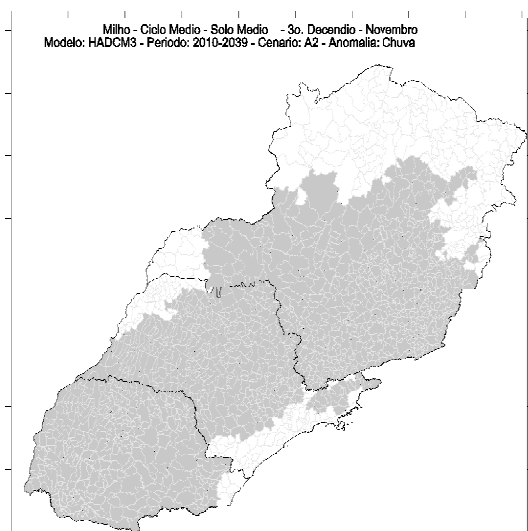 Milho - Ciclo Medio - Solo Medio - 3o. Decendio - Novembro
Modelo: HADCM3 - Periodo: 2010-2039 - Cenario: A2 - Anomalia: Chuva